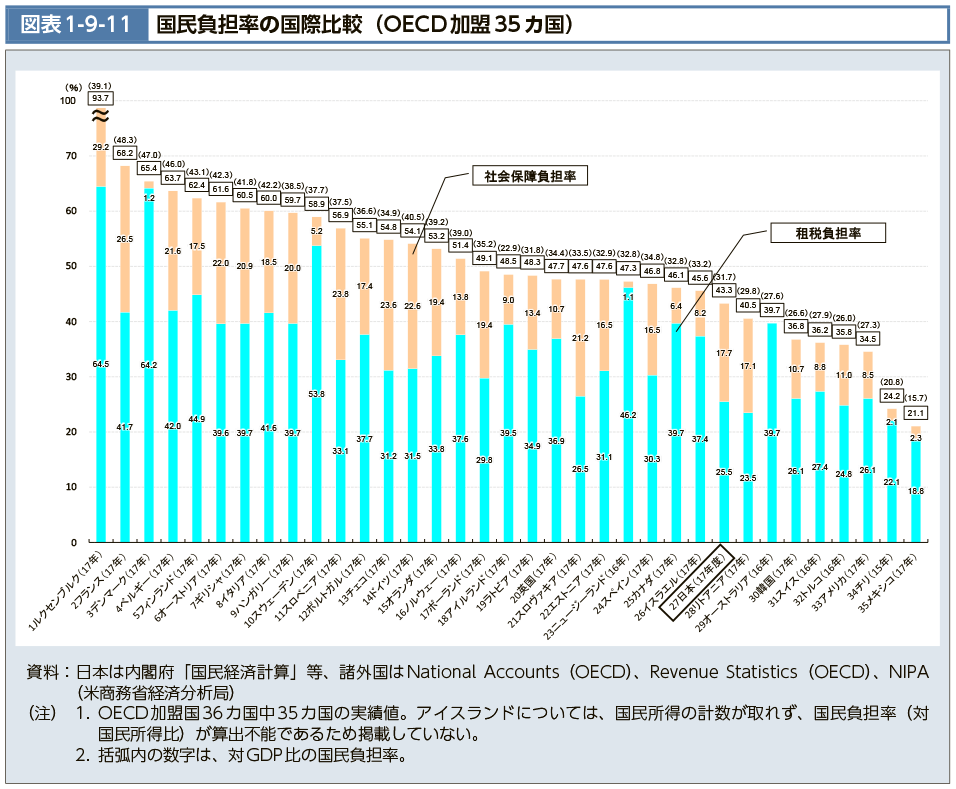 図表1-9-11 国民負担率の国際比較（OECD加盟35カ国）
（%）
100
70
60
50
40
30
20
10
0
社会保障負担率
租税負担率
(39.1) 93.7 29.2 64.5 1ルクセンブルク（17年）
(48.3) 68.2 26.5 41.7 2フランス（17年）
(47.0) 65.4 1.2 64.2 3デンマーク（17年）
(46.0) 63.7 21.6 42.0 4ベルギー（17年）
(43.1) 62.4 17.5 44.9 5フィンランド（17年）
(42.3) 61.6 22.0 39.6 6オーストリア（17年）
(41.8) 60.5 20.9 39.7 7ギリシャ（17年）
(42.2) 60.0 18.5 41.6 8イタリア（17年）
(38.5) 59.7 20.0 39.7 9ハンガリー（17年）
(37.7) 58.9 5.2 53.8 10スウェーデン（17年）
(37.5) 56.9 23.8 33.1 11スロベニア（17年）
(36.6) 55.1 17.4 37.7 12ポルトガル（17年）
(34.9) 54.8 23.6 31.2 13チェコ（17年）
(40.5) 54.1 22.6 31.5 14ドイツ（17年）
(39.2) 53.2 19.4 33.8 15オランダ（17年）
(39.0) 51.4 13.8 37.6 16ノルウェー（17年）
(35.2) 49.1 19.4 29.8 17ポーランド（17年）
(22.9) 48.5 9.0 39.5 18アイルランド（17年）
(31.8) 48.3 13.4 34.9 19ラトビア（17年）
(34.4) 47.7 10.7 36.9 20英国（17年）
(33.5) 47.6 21.2 26.5 21スロヴァキア（17年）
(32.9) 47.6 16.5 31.1 22エストニア（17年）
(32.8) 47.3 1.1 46.2 23ニュージーランド（16年）
(34.8) 46.8 16.5 30.3 24スペイン（17年）
(32.8) 46.1 6.4 39.7 25カナダ（17年）
(33.2) 45.6 8.2 37.4 26イスラエル（17年）
(31.7) 43.3 17.7 25.5 27日本（17年度）
(29.8) 40.5 17.1 23.5 28リトアニア（17年）
(27.6) 39.7 39.7 29オーストラリア（16年）
(26.6) 36.8 10.7 26.1 30韓国（17年）
(27.9) 36.2 8.8 27.4 31スイス（16年）
(26.0) 35.8 11.0 24.8 32トルコ（16年）
(27.3) 34.5 8.5 26.1 33アメリカ（17年）
(20.8) 24.2 2.1 22.1 34チリ（15年）
(15.7) 21.1 2.3 18.8 35メキシコ（17年）
資料：日本は内閣府「国民経済計算」等、諸外国はNational Accounts（OECD）、Revenue Statistics（OECD）、NIPA
（米商務省経済分析局）
（注） 1. OECD加盟国36カ国中35カ国の実績値。アイスランドについては、国民所得の計数が取れず、国民負担率（対
国民所得比）が算出不能であるため掲載していない。
2. 括弧内の数字は、対GDP比の国民負担率。